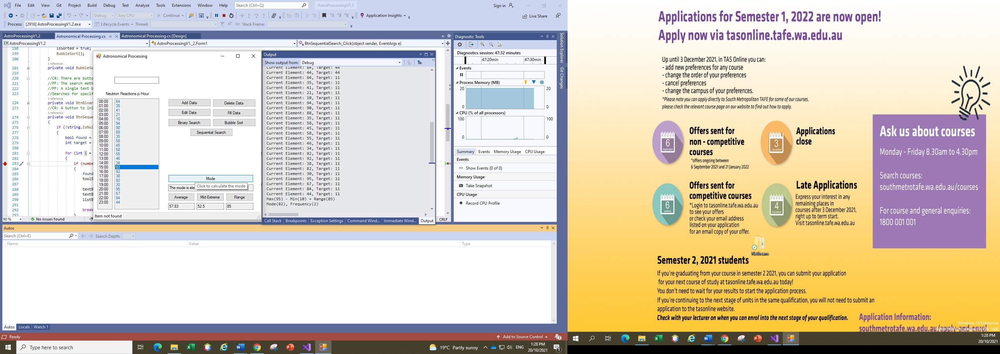 File Edit View Git Project Build Debug Test Analyze Tools Extensions Window Help Search (Ctrl+Q) AstroProcessingV1.2 Sign in
Debug Any CPU Continue Application Insights Live Share
Process: [2916] AstroProcessingV1.2.exe Lifecycle Events Thread: Stack Frame:
AstroProcessingV1.2 Astronomical Processing.cs Astronomical Processing.cs [Design]
AstroProcessingV1.2 AstroProcessingV1._2.Form1 BtnSequentialSearch_Click(object sender, EventArgs e)
198 isSorted = true;
199 BubbleSort();
200 }
1 reference
201 private void BubbleSo
219
220 //CR: There are butto
221 //PF: The search meth
222 //PF: A single text b
223 //Searches for specif
1 reference
224 private void BtnBinar
273 //CR: A button to ini
1 reference
274 private void BtnSeque
275 {
276 if (!string.IsNul
277 {
278 bool found =
279 int target =
280
281 for (int i =
282 {
283 if (numbe
284 {
285 found
286 toolS
287
288 textB
289 textB
290 listB
291
292 break
293 }
90 % No issues found CRLF
Astronomical Processing
Neutrion Reactions p/Hour
00:00 64
01:00 35
02:00 41
03:00 21
04:00 10
05:00 94
06:00 90
07:00 88
08:00 35
09:00 58
10:00 45
11:00 58
12:00 55
13:00 46
14:00 34
15:00 82
16:00 92
17:00 38
18:00 82
19:00 30
20:00 95
21:00 67
22:00 84
23:00 44
Add Data Delete Data
Edit Data Fill Data
Binary Search Bubble Sort
Sequential Search
Mode
The mode is ele
Click to calculate the mode
Average Mid-Extreme Range
57.83 52.5 85
Item not found
Output
Show output from: Debug
Current Element: 84, Target: 44
Current Element: 44, Target: 44
Current Element: 64, Target: 11
Current Element: 35, Target: 11
Current Element: 41, Target: 11
Current Element: 21, Target: 11
Current Element: 10, Target: 11
Current Element: 94, Target: 11
Current Element: 90, Target: 11
Current Element: 88, Target: 11
Current Element: 35, Target: 11
Current Element: 58, Target: 11
Current Element: 45, Target: 11
Current Element: 58, Target: 11
Current Element: 55, Target: 11
Current Element: 46, Target: 11
Current Element: 34, Target: 11
Current Element: 82, Target: 11
Current Element: 92, Target: 11
Current Element: 38, Target: 11
Current Element: 82, Target: 11
Current Element: 30, Target: 11
Current Element: 95, Target: 11
Current Element: 67, Target: 11
Current Element: 84, Target: 11
Current Element: 44, Target: 11
Max(95) - Min(10) = Range(85)
Mode(82), Frequency(2)
Call Stack Breakpoints Exception Settings Command Wind... Immediate Wind... Output
Diagnostic Tools
Diagnostics session: 47:32 minutes
47:20min 47:30min
Events
Process Memory (MB)
20 20
0 0
CPU (% of all processors)
100 100
0 0
Summary Events Memory Usage CPU Usage
Events
Show Events (0 of 0)
Memory Usage
Take Snapshot
CPU Usage
Record CPU Profile
Solution Explorer
Git Changes
Autos
Search (Ctrl+E) Search Depth:
Name Value Type
Autos Locals Watch 1
Ready Add to Source Control 3
Type here to search 19°C Partly sunny ENG 1:28 PM
20/10/2021 1
Applications for Semester 1, 2022 are now open!
Apply now via tasonline.tafe.wa.edu.au
Up until 3 December 2021, in TAS Online you can:
- add new preferences for any course
- change the order of your preferences
- cancel preferences
- change the campus of your preferences.
*Please note you can apply directly to South Metropolitan TAFE for some of our courses,
please check the relevant course page on our website to find out how to apply.
6
September
Offers sent for
non - competitive
courses
*offers ongoing between
6 September 2021 and 21 January 2022
3
December
Applications
close
6
January
Offers sent for
competitive courses
*Login to tasonline.tafe.wa.edu.au
to see your offers
or check your email address
listed on your application
for an email copy of your offer.
4
December
Late Applications
Express your interest in any
remaining places in
courses after 3 December 2021,
right up to term start.
Visit tasonline.tafe.wa.edu.au
Ask us about courses
Monday - Friday 8.30am to 4.30pm
Search courses:
southmetrotafe.wa.edu.au/courses
For course and general enquiries:
1800 001 001
Netbeans
Semester 2, 2021 students
If you're graduating from your course in semester 2 2021, you can submit your application
for your next course of study at tasonline.tafe.wa.edu.au today!
You don't need to wait for your results to start the application process.
If you're continuing to the next stage of units in the same qualification, you will not need to submit an
application to the tasonline website.
Check with your lecturer on when you can enrol into the next stage of your qualification.
Application Information:
Windows 10 Enterprise
southmetrotafe.wa.edu.au/apply-and-enrol
1:28 PM
20/10/2021